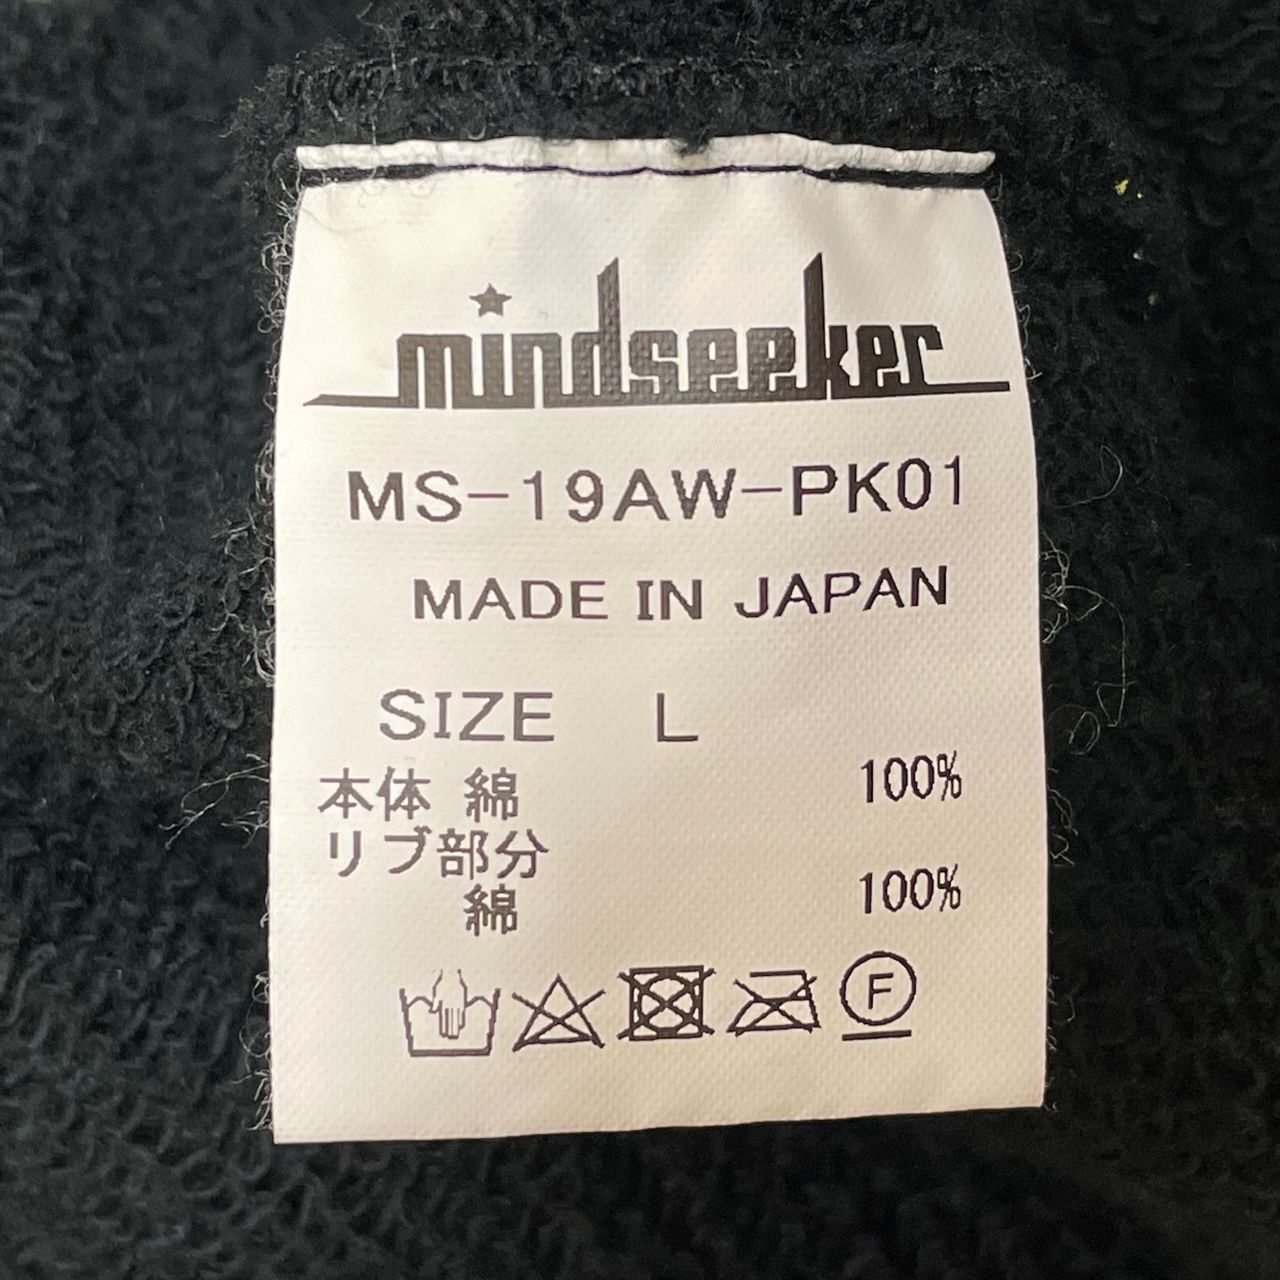 mindseeker
MS-19AW-PK01
MADE IN JAPAN
SIZE L
本体 綿 100%
リブ部分
綿 100%
F